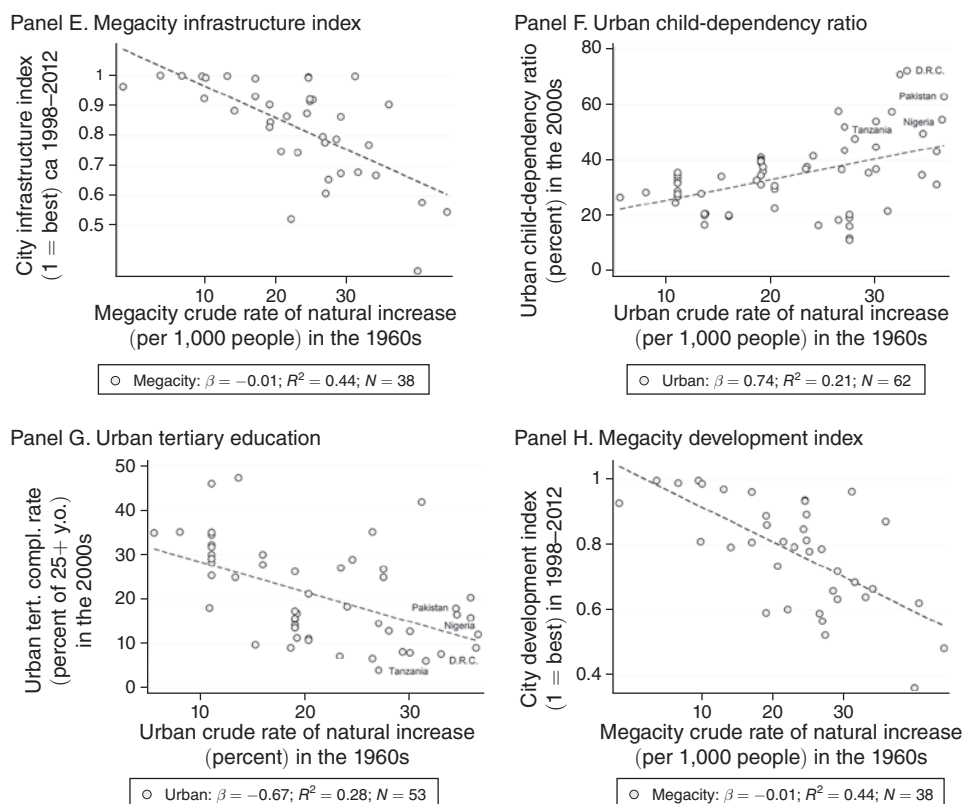 Panel E. Megacity infrastructure index
City infrastructure index
(1 = best) ca 1998–2012
1
0.9
0.8
0.7
0.6
0.5
10
20
30
Megacity crude rate of natural increase
(per 1,000 people) in the 1960s
Megacity: β = −0.01; R² = 0.44; N = 38
Panel F. Urban child-dependency ratio
Urban child-dependency ratio
(percent) in the 2000s
80
60
40
20
0
D.R.C.
Pakistan
Nigeria
Tanzania
10
20
30
Urban crude rate of natural increase
(per 1,000 people) in the 1960s
Urban: β = 0.74; R² = 0.21; N = 62
Panel G. Urban tertiary education
Urban tert. compl. rate
(percent of 25+ y.o.)
in the 2000s
50
40
30
20
10
0
Pakistan
Nigeria
D.R.C.
Tanzania
10
20
30
Urban crude rate of natural increase
(percent) in the 1960s
Urban: β = −0.67; R² = 0.28; N = 53
Panel H. Megacity development index
City development index
(1 = best) in 1998–2012
1
0.8
0.6
0.4
10
20
30
Megacity crude rate of natural increase
(per 1,000 people) in the 1960s
Megacity: β = −0.01; R² = 0.44; N = 38